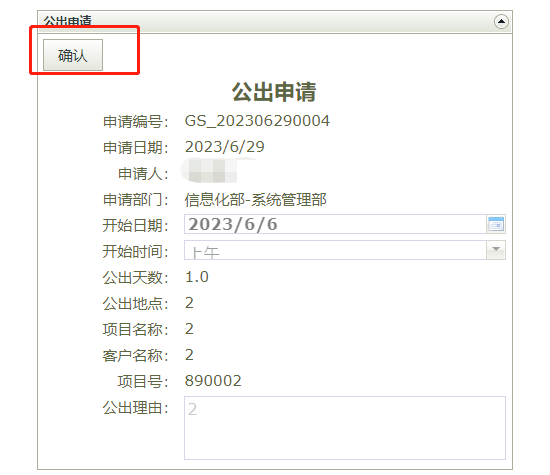 公出申请
确认
公出申请
申请编号： GS_202306290004
申请日期： 2023/6/29
申请人：
申请部门： 信息化部-系统管理部
开始日期： 2023/6/6
开始时间： 上午
公出天数： 1.0
公出地点： 2
项目名称： 2
客户名称： 2
项目号： 890002
公出理由： 2